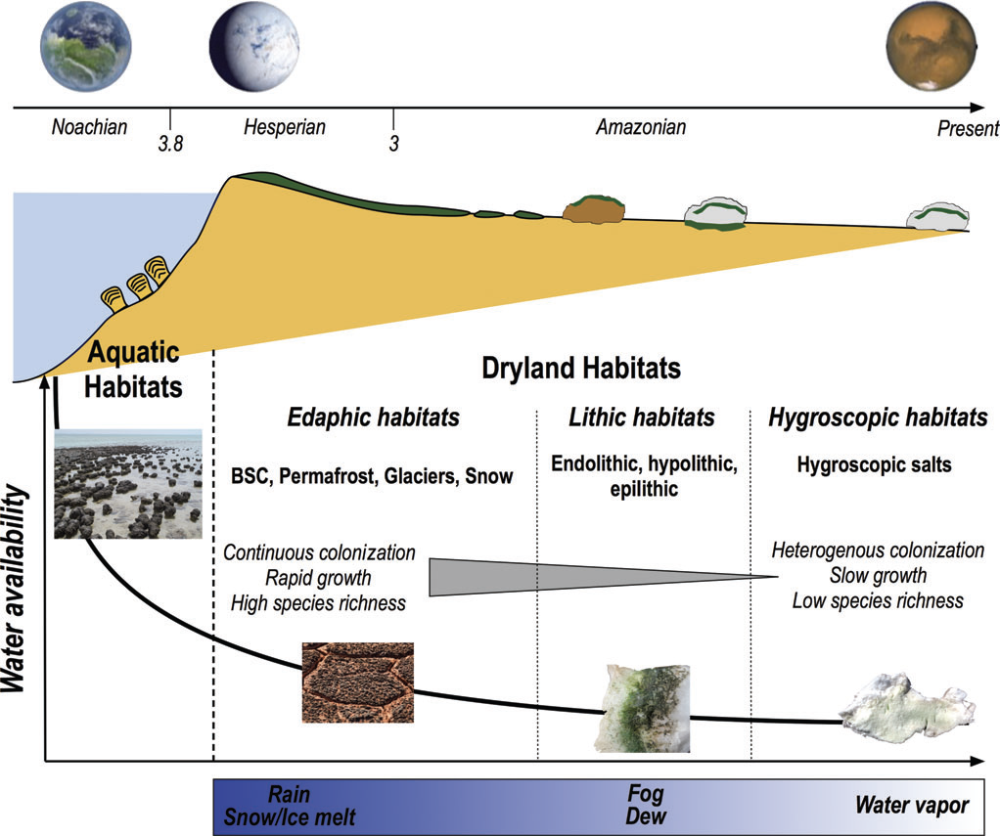 Noachian
3.8
Hesperian
3
Amazonian
Present
Aquatic
Habitats
Dryland Habitats
Edaphic habitats
Lithic habitats
Hygroscopic habitats
BSC, Permafrost, Glaciers, Snow
Endolithic, hypolithic,
epilithic
Hygroscopic salts
Water availability
Continuous colonization
Rapid growth
High species richness
Heterogenous colonization
Slow growth
Low species richness
Rain
Snow/Ice melt
Fog
Dew
Water vapor